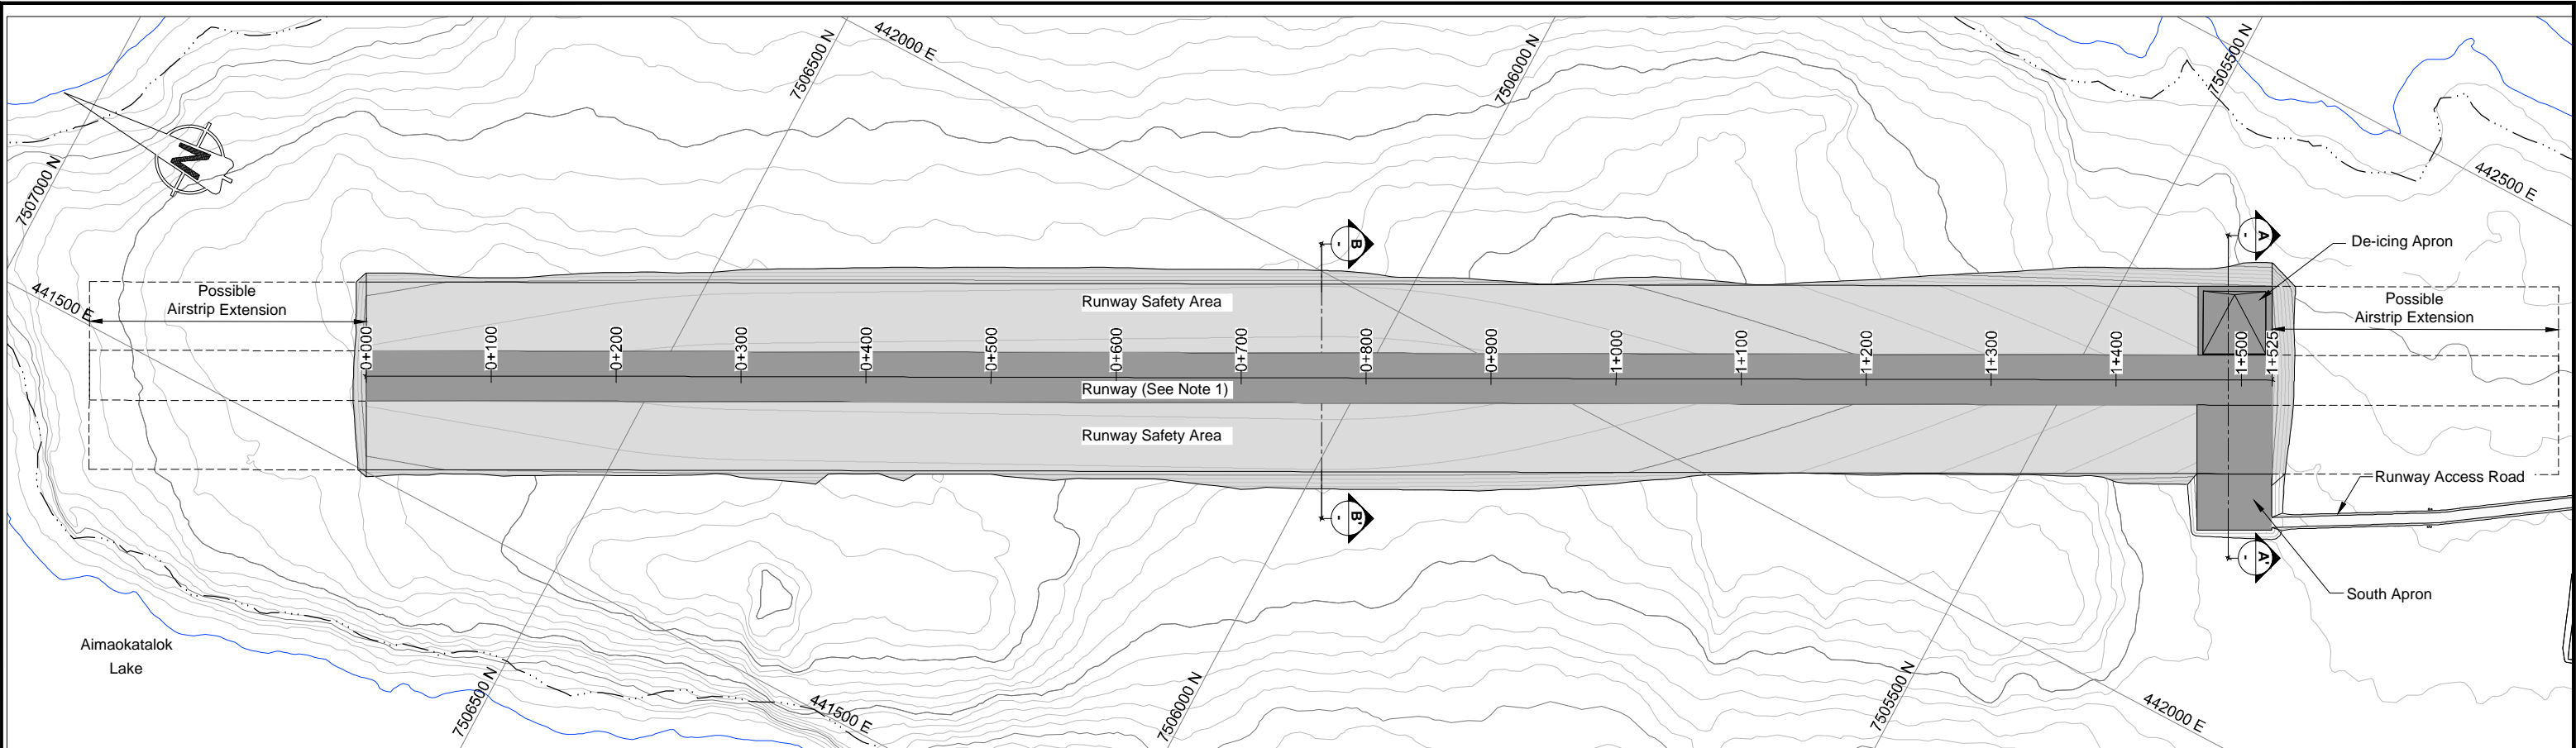 7506500 N
442000 E
7506000 N
7505500 N
7507000 N
N
442500 E
441500 E
B
-
A
-
De-icing Apron
Possible
Airstrip Extension
Runway Safety Area
Possible
Airstrip Extension
0+000
0+100
0+200
0+300
0+400
0+500
0+600
0+700
0+800
0+900
1+000
1+100
1+200
1+300
1+400
1+500
1+525
Runway (See Note 1)
Runway Safety Area
Runway Access Road
B'
-
A'
-
South Apron
Aimaokatalok
Lake
7506500 N
441500 E
7506000 N
7505500 N
442000 E